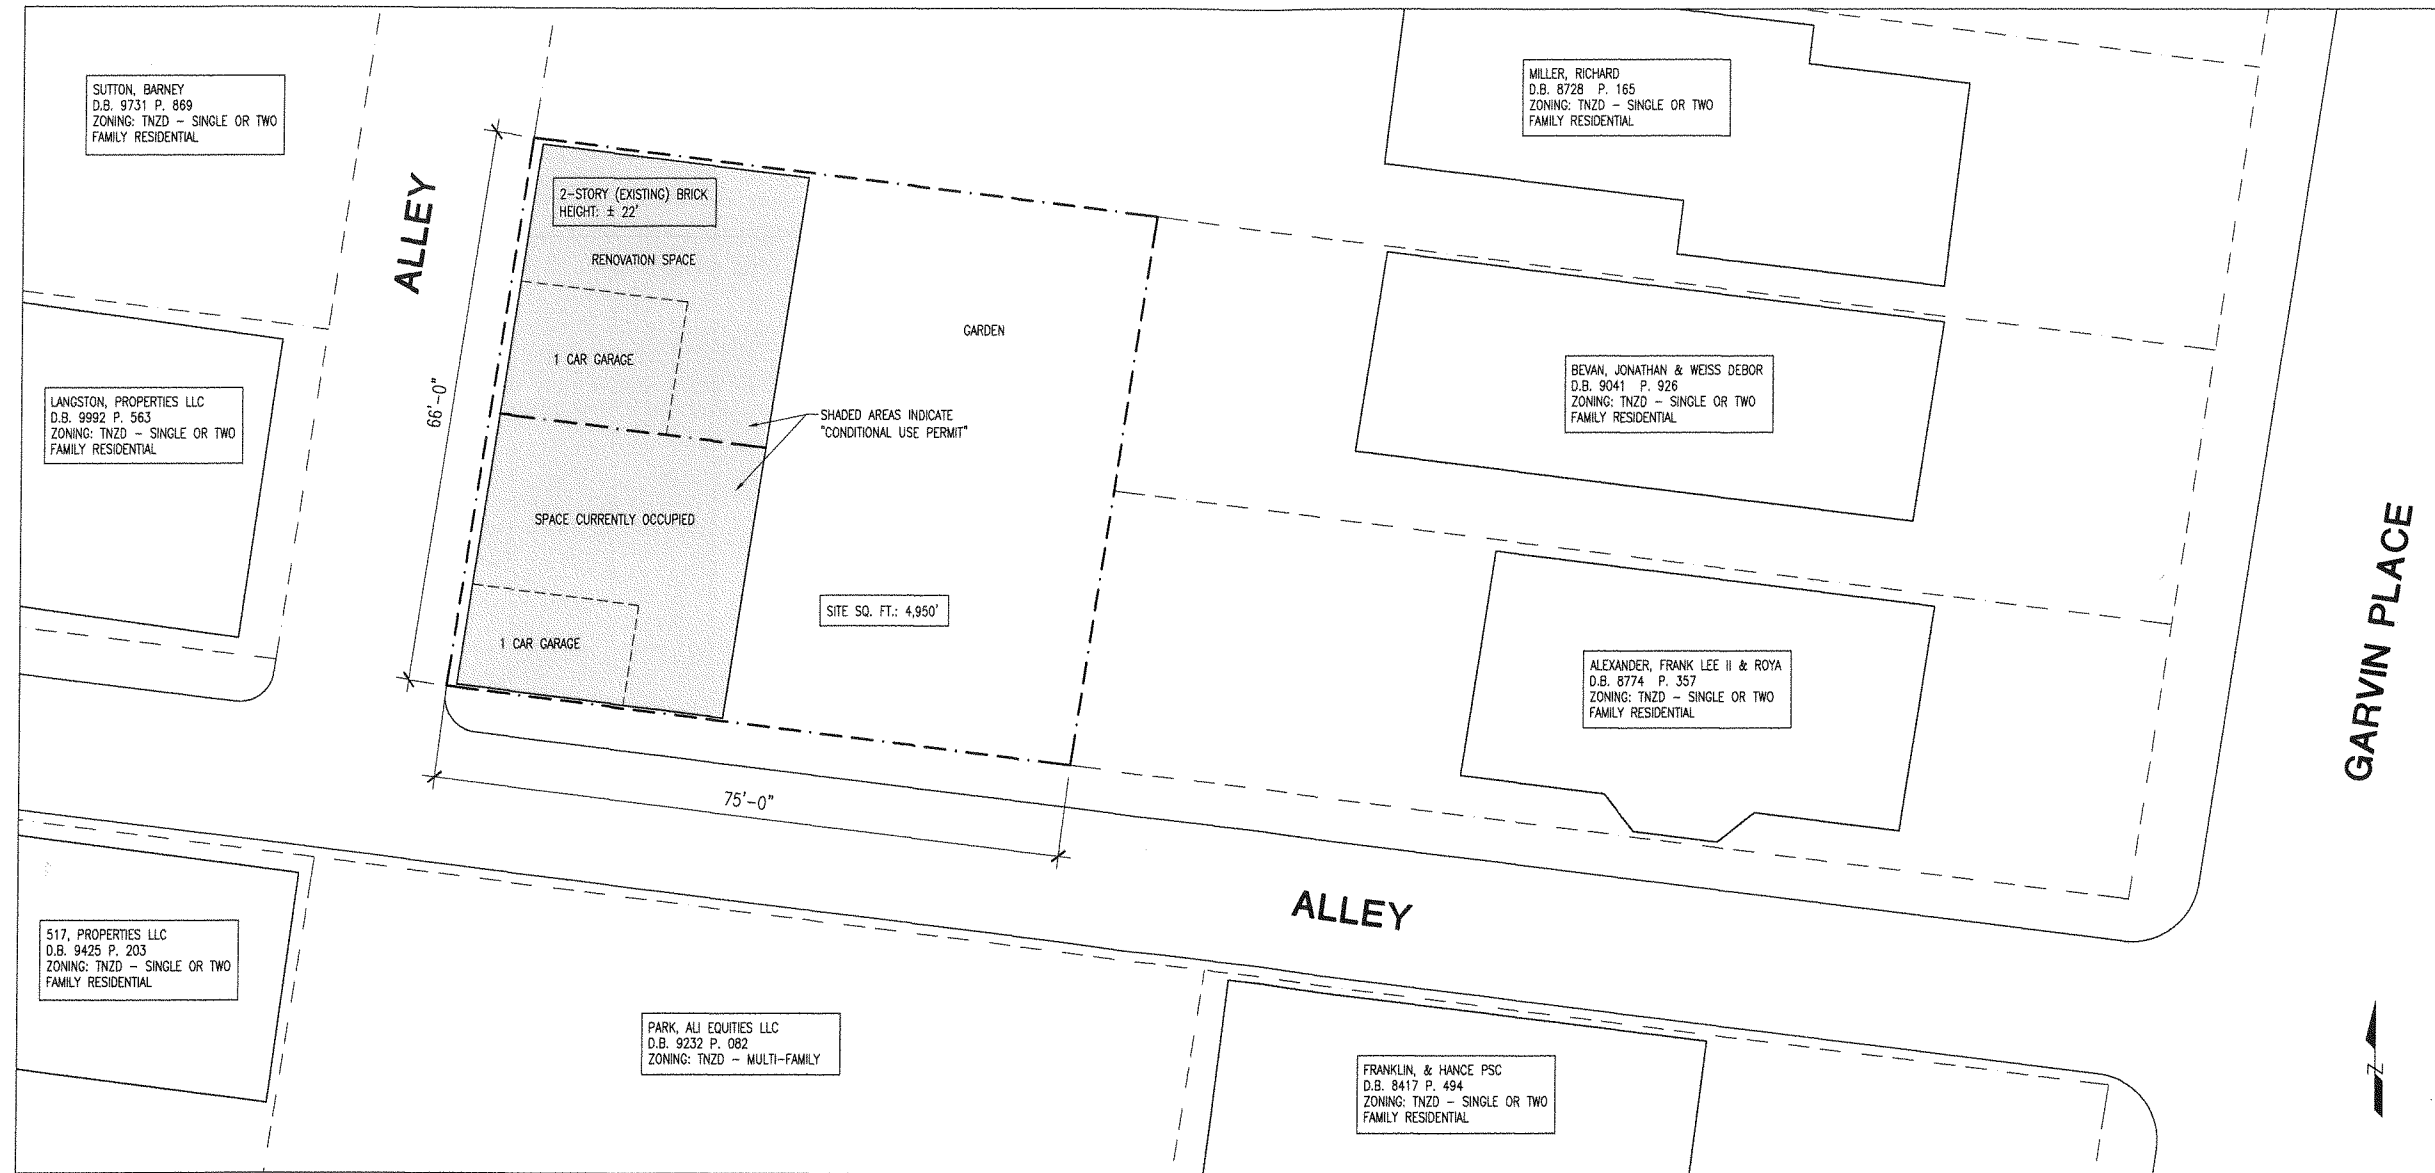 SUTTON, BARNEY
D.B. 9731 P. 869
ZONING: TNZD - SINGLE OR TWO
FAMILY RESIDENTIAL
MILLER, RICHARD
D.B. 8728 P. 165
ZONING: TNZD - SINGLE OR TWO
FAMILY RESIDENTIAL
ALLEY
2-STORY (EXISTING) BRICK
HEIGHT: ± 22'
RENOVATION SPACE
1 CAR GARAGE
GARDEN
66'-0"
LANGSTON, PROPERTIES LLC
D.B. 9992 P. 563
ZONING: TNZD - SINGLE OR TWO
FAMILY RESIDENTIAL
SHADED AREAS INDICATE
"CONDITIONAL USE PERMIT"
BEVAN, JONATHAN & WEISS DEBOR
D.B. 9041 P. 926
ZONING: TNZD - SINGLE OR TWO
FAMILY RESIDENTIAL
SPACE CURRENTLY OCCUPIED
SITE SQ. FT.: 4,950'
1 CAR GARAGE
ALEXANDER, FRANK LEE II & ROYA
D.B. 8774 P. 357
ZONING: TNZD - SINGLE OR TWO
FAMILY RESIDENTIAL
GARVIN PLACE
75'-0"
ALLEY
517, PROPERTIES LLC
D.B. 9425 P. 203
ZONING: TNZD - SINGLE OR TWO
FAMILY RESIDENTIAL
PARK, ALI EQUITIES LLC
D.B. 9232 P. 082
ZONING: TNZD - MULTI-FAMILY
FRANKLIN, & HANCE PSC
D.B. 8417 P. 494
ZONING: TNZD - SINGLE OR TWO
FAMILY RESIDENTIAL
N